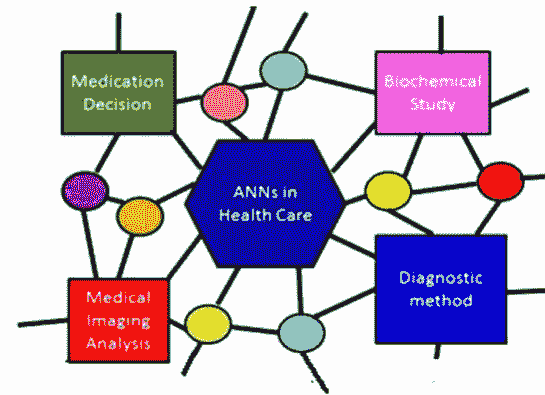 Medication
Decision
Biochemical
Study
ANNs in
Health Care
Medical
Imaging
Analysis
Diagnostic
method